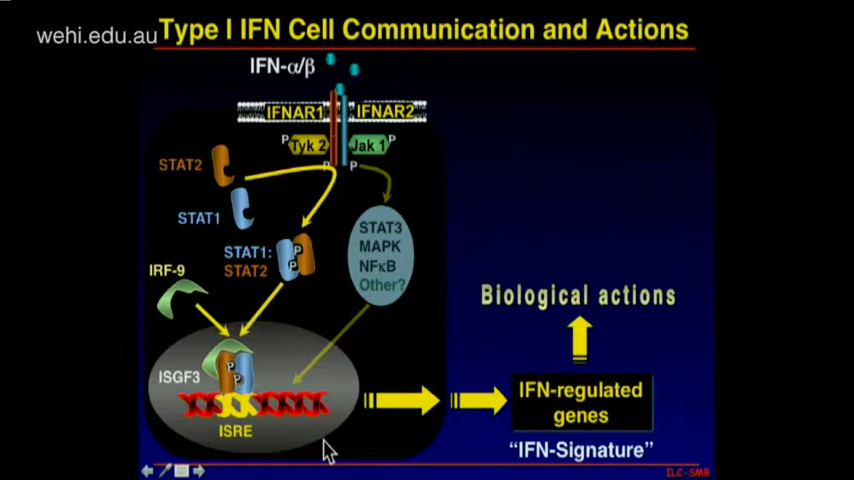 wehi.edu.au
Type I IFN Cell Communication and Actions
IFN-α/β
IFNAR1
IFNAR2
P
Tyk 2
Jak 1
P
P
P
STAT2
STAT1
STAT1:
STAT2
P
P
STAT3
MAPK
NFκB
Other?
IRF-9
ISGF3
P
P
ISRE
Biological actions
IFN-regulated
genes
“IFN-Signature”
ILC-SMB